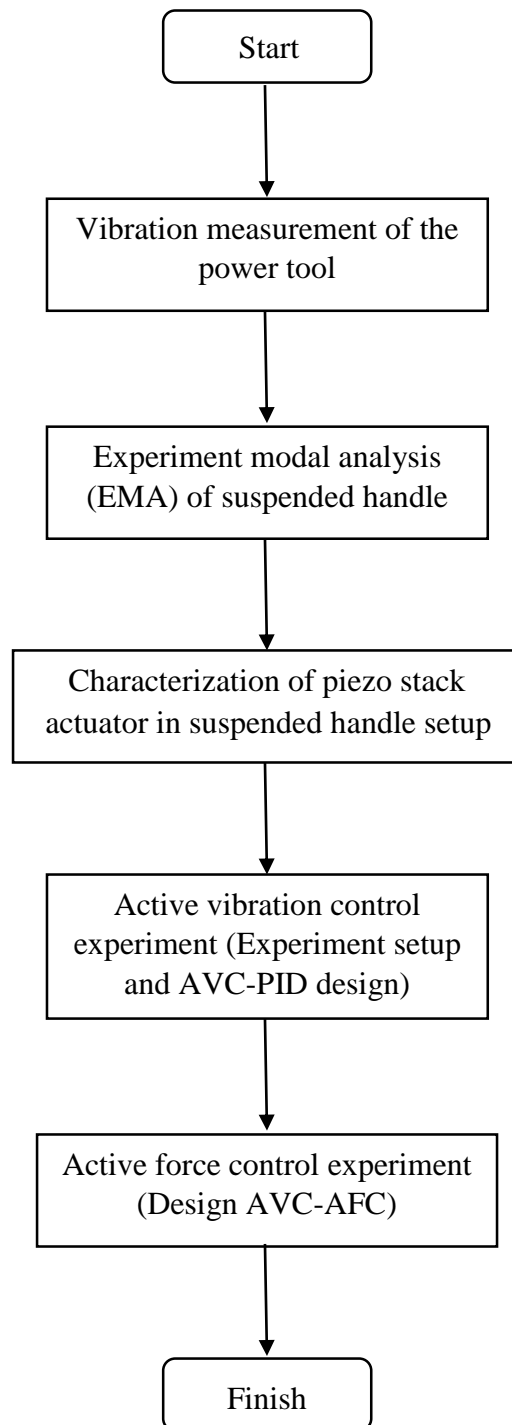 Start
Vibration measurement of the
power tool
Experiment modal analysis
(EMA) of suspended handle
Characterization of piezo stack
actuator in suspended handle setup
Active vibration control
experiment (Experiment setup
and AVC-PID design)
Active force control experiment
(Design AVC-AFC)
Finish